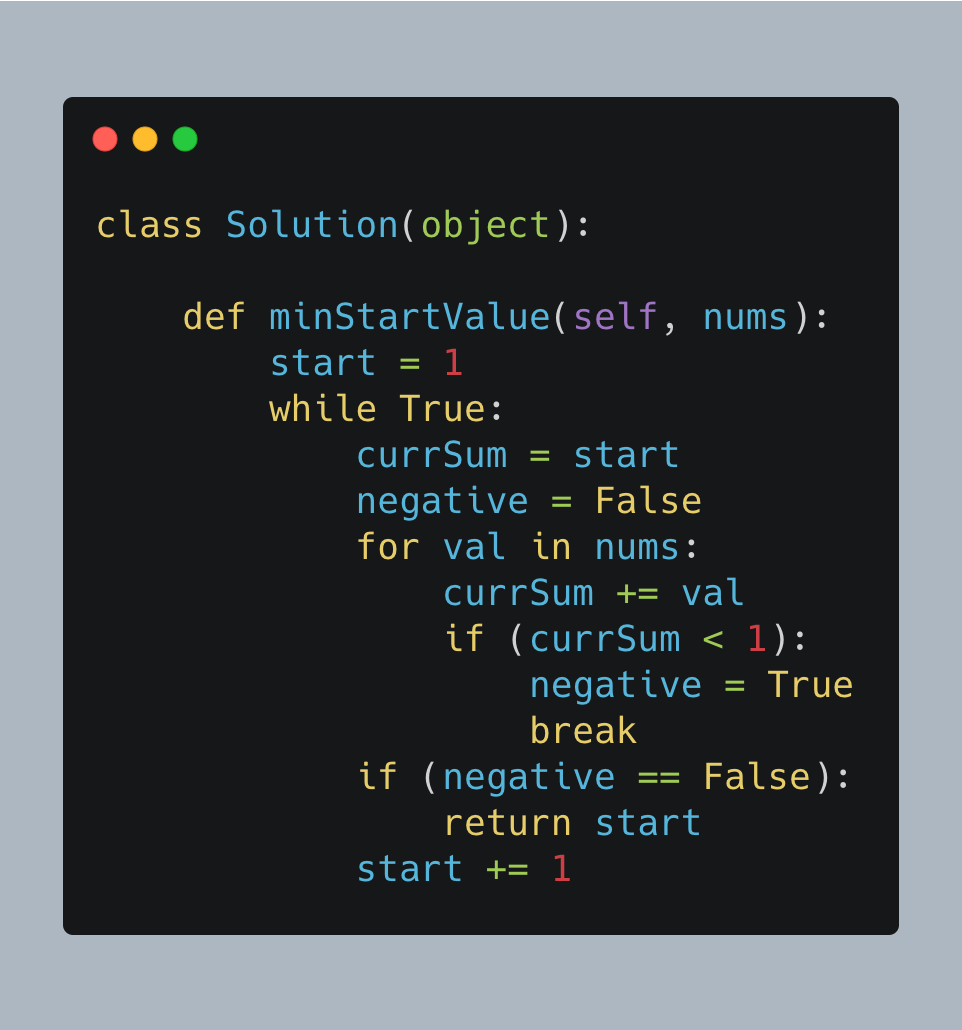 class Solution(object):

    def minStartValue(self, nums):
        start = 1
        while True:
            currSum = start
            negative = False
            for val in nums:
                currSum += val
                if (currSum < 1):
                    negative = True
                    break
            if (negative == False):
                return start
            start += 1